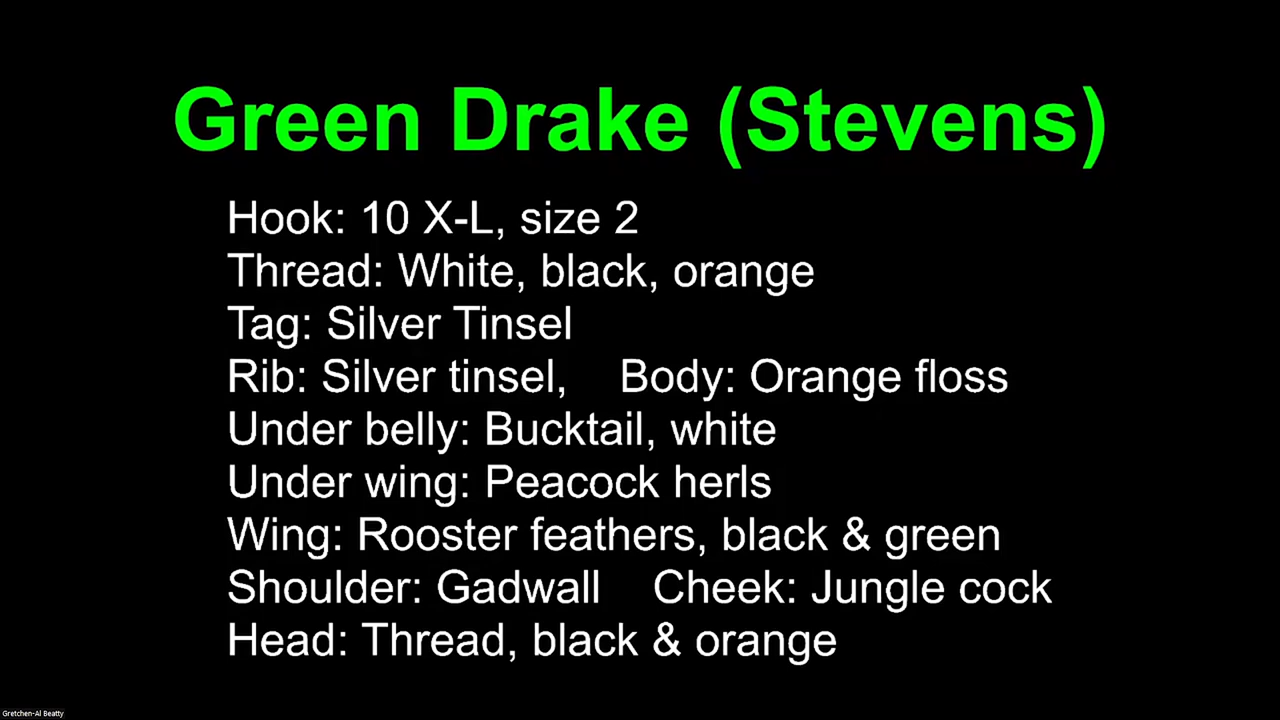 Green Drake (Stevens)
Hook: 10 X-L, size 2
Thread: White, black, orange
Tag: Silver Tinsel
Rib: Silver tinsel, Body: Orange floss
Under belly: Bucktail, white
Under wing: Peacock herls
Wing: Rooster feathers, black & green
Shoulder: Gadwall Cheek: Jungle cock
Head: Thread, black & orange
Gretchen-Al Beatty